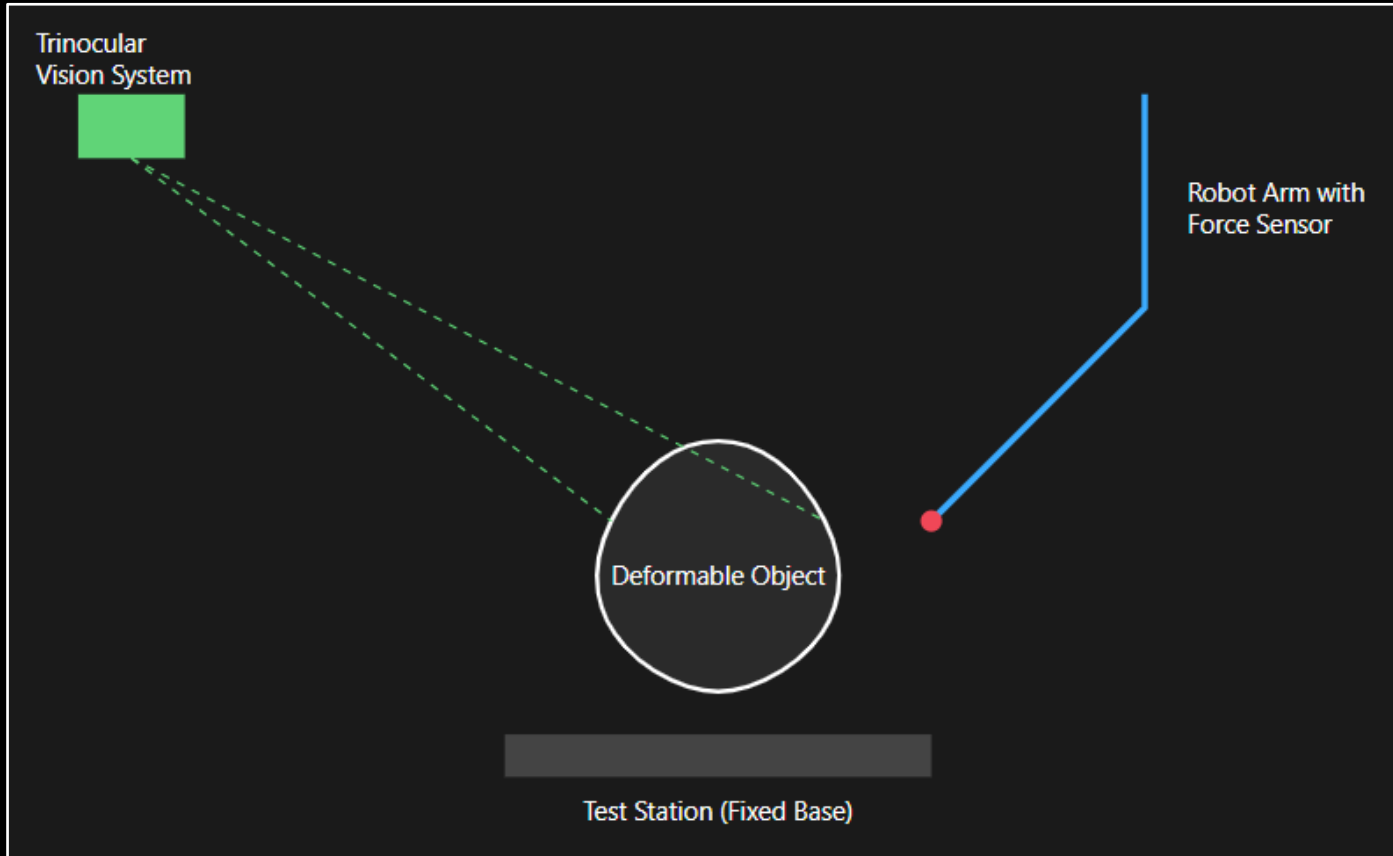 Trinocular
Vision System
Robot Arm with
Force Sensor
Deformable Object
Test Station (Fixed Base)